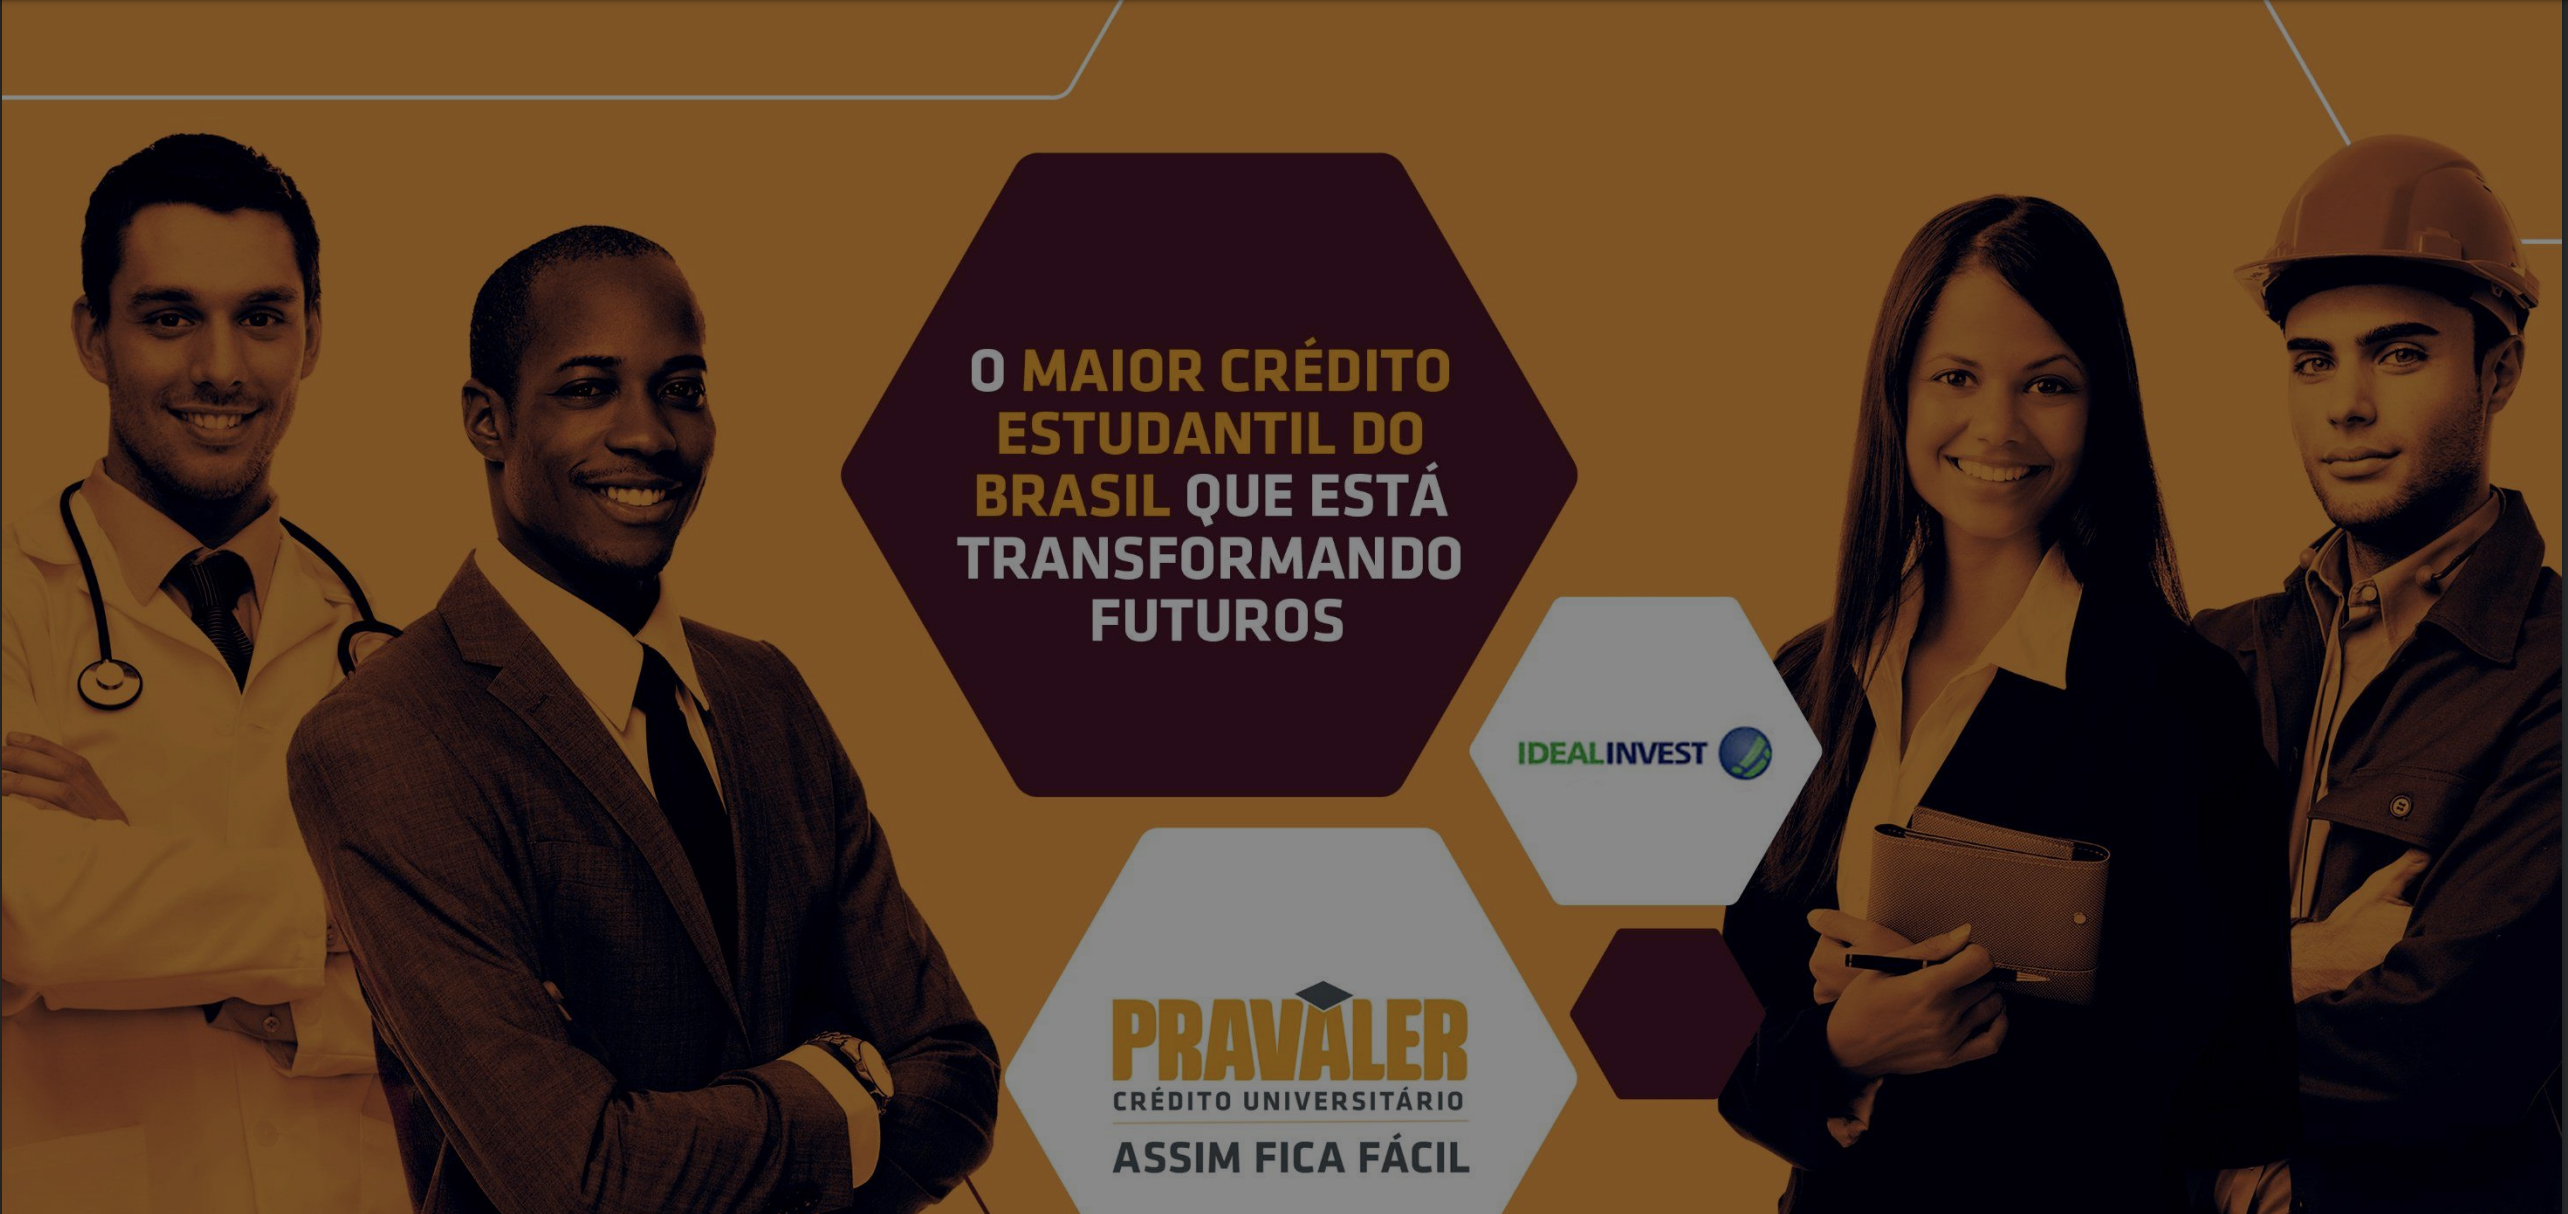 O MAIOR CRÉDITO
ESTUDANTIL DO
BRASIL QUE ESTÁ
TRANSFORMANDO
FUTUROS
IDEALINVEST
PRAVALER
CRÉDITO UNIVERSITÁRIO
ASSIM FICA FÁCIL